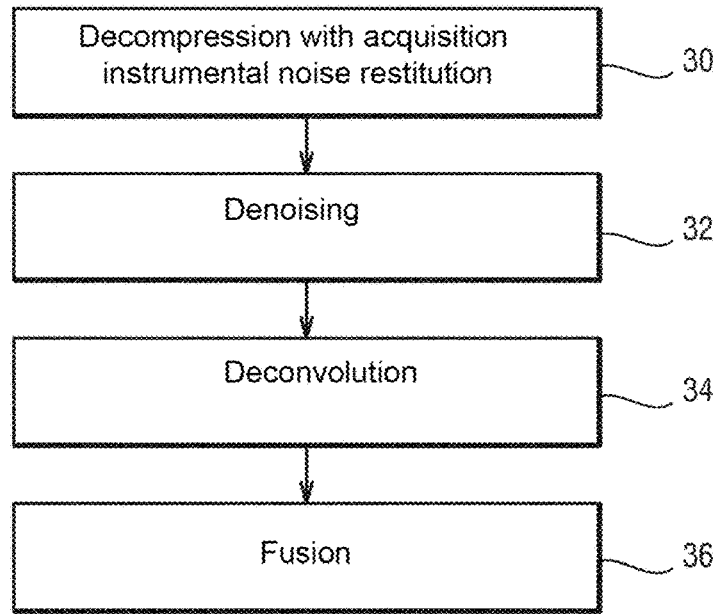 Decompression with acquisition
instrumental noise restitution
30
Denoising
32
Deconvolution
34
Fusion
36